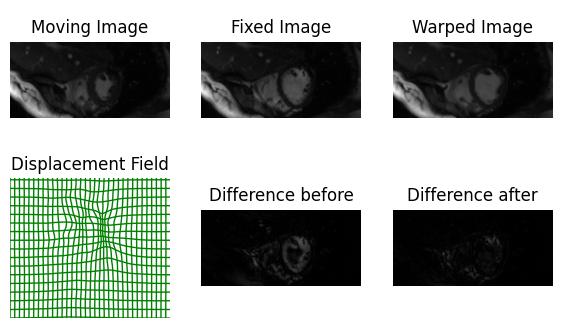 Moving Image
Fixed Image
Warped Image
Displacement Field
Difference before
Difference after